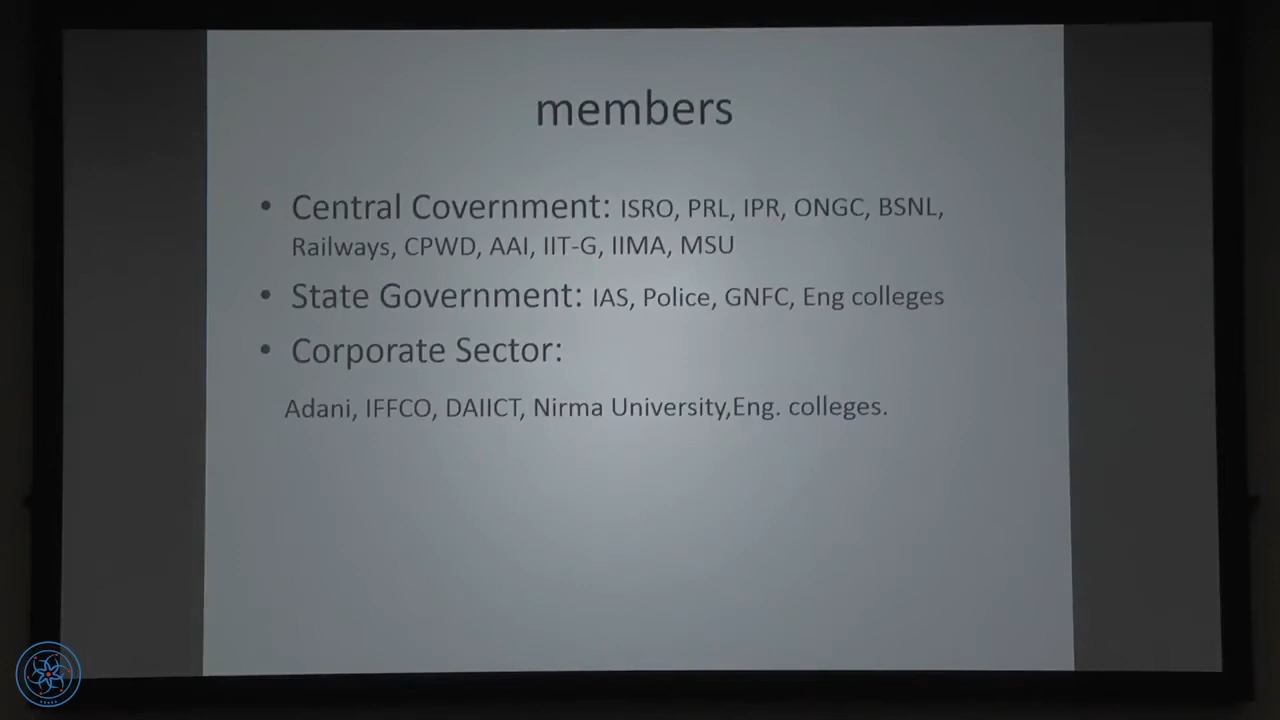 members
• Central Covernment: ISRO, PRL, IPR, ONGC, BSNL,
Railways, CPWD, AAI, IIT-G, IIMA, MSU
• State Government: IAS, Police, GNFC, Eng colleges
• Corporate Sector:
Adani, IFFCO, DAIICT, Nirma University,Eng. colleges.